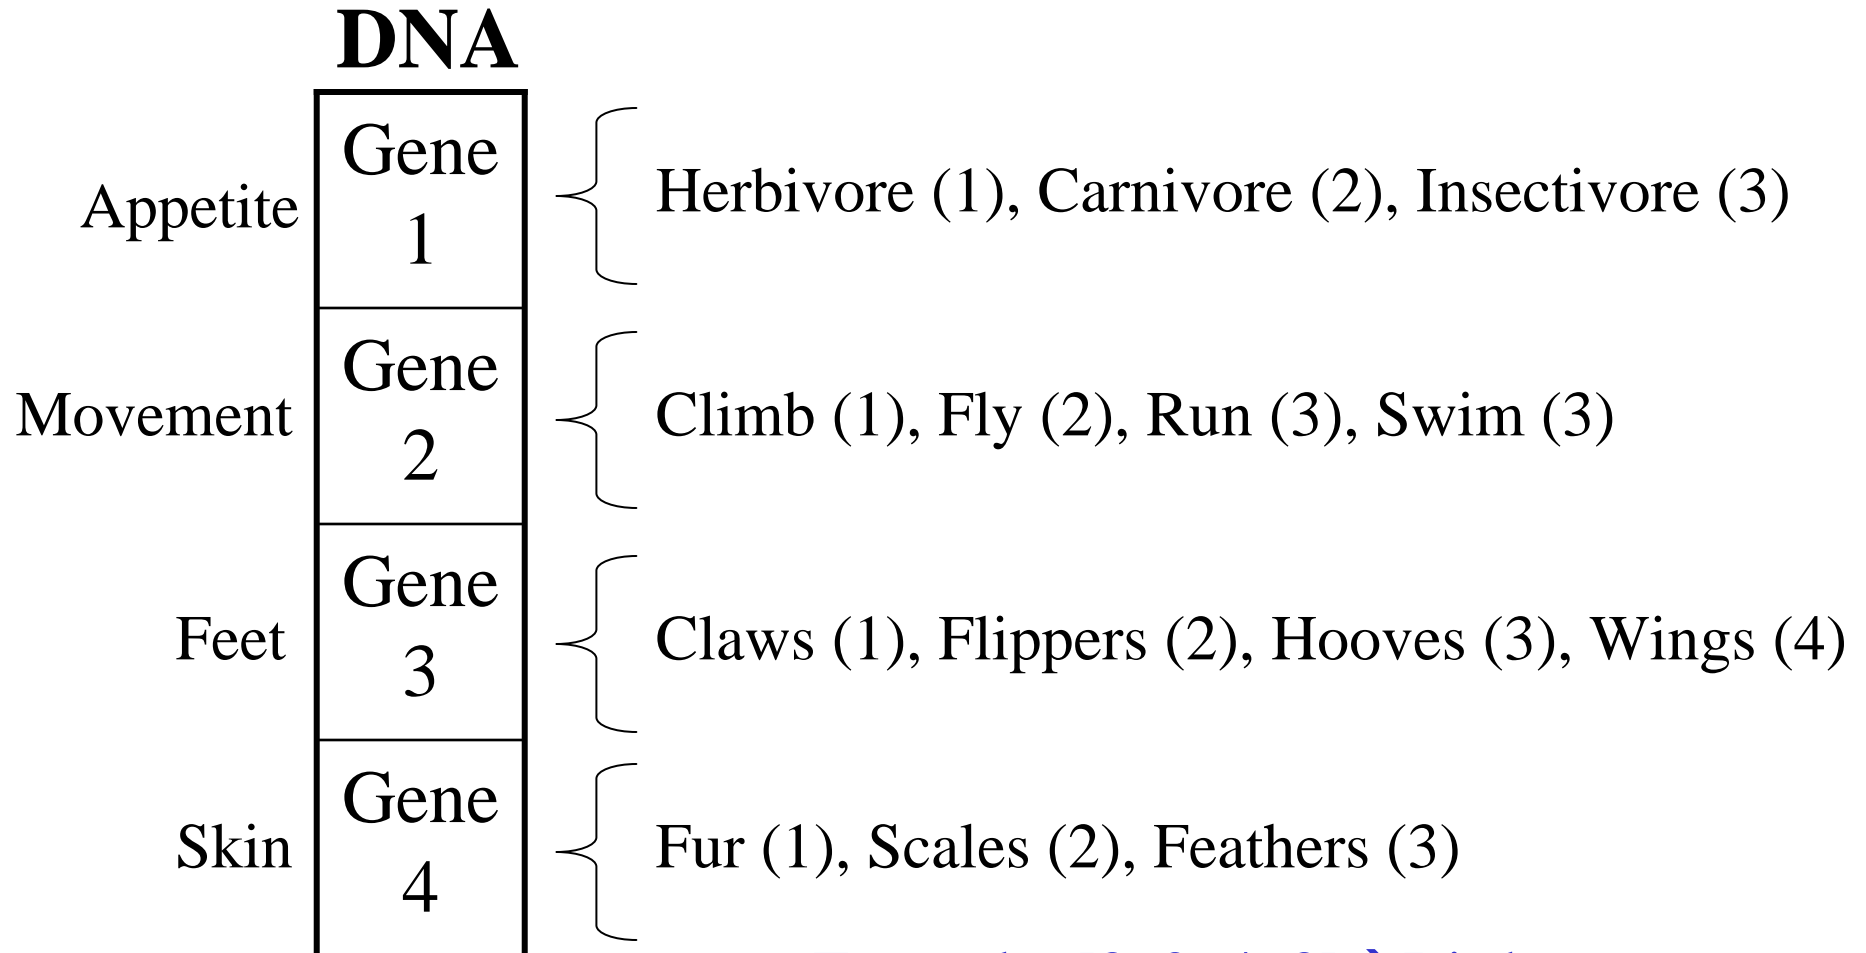 DNA
Appetite
Gene
1
Herbivore (1), Carnivore (2), Insectivore (3)
Movement
Gene
2
Climb (1), Fly (2), Run (3), Swim (3)
Feet
Gene
3
Claws (1), Flippers (2), Hooves (3), Wings (4)
Skin
Gene
4
Fur (1), Scales (2), Feathers (3)